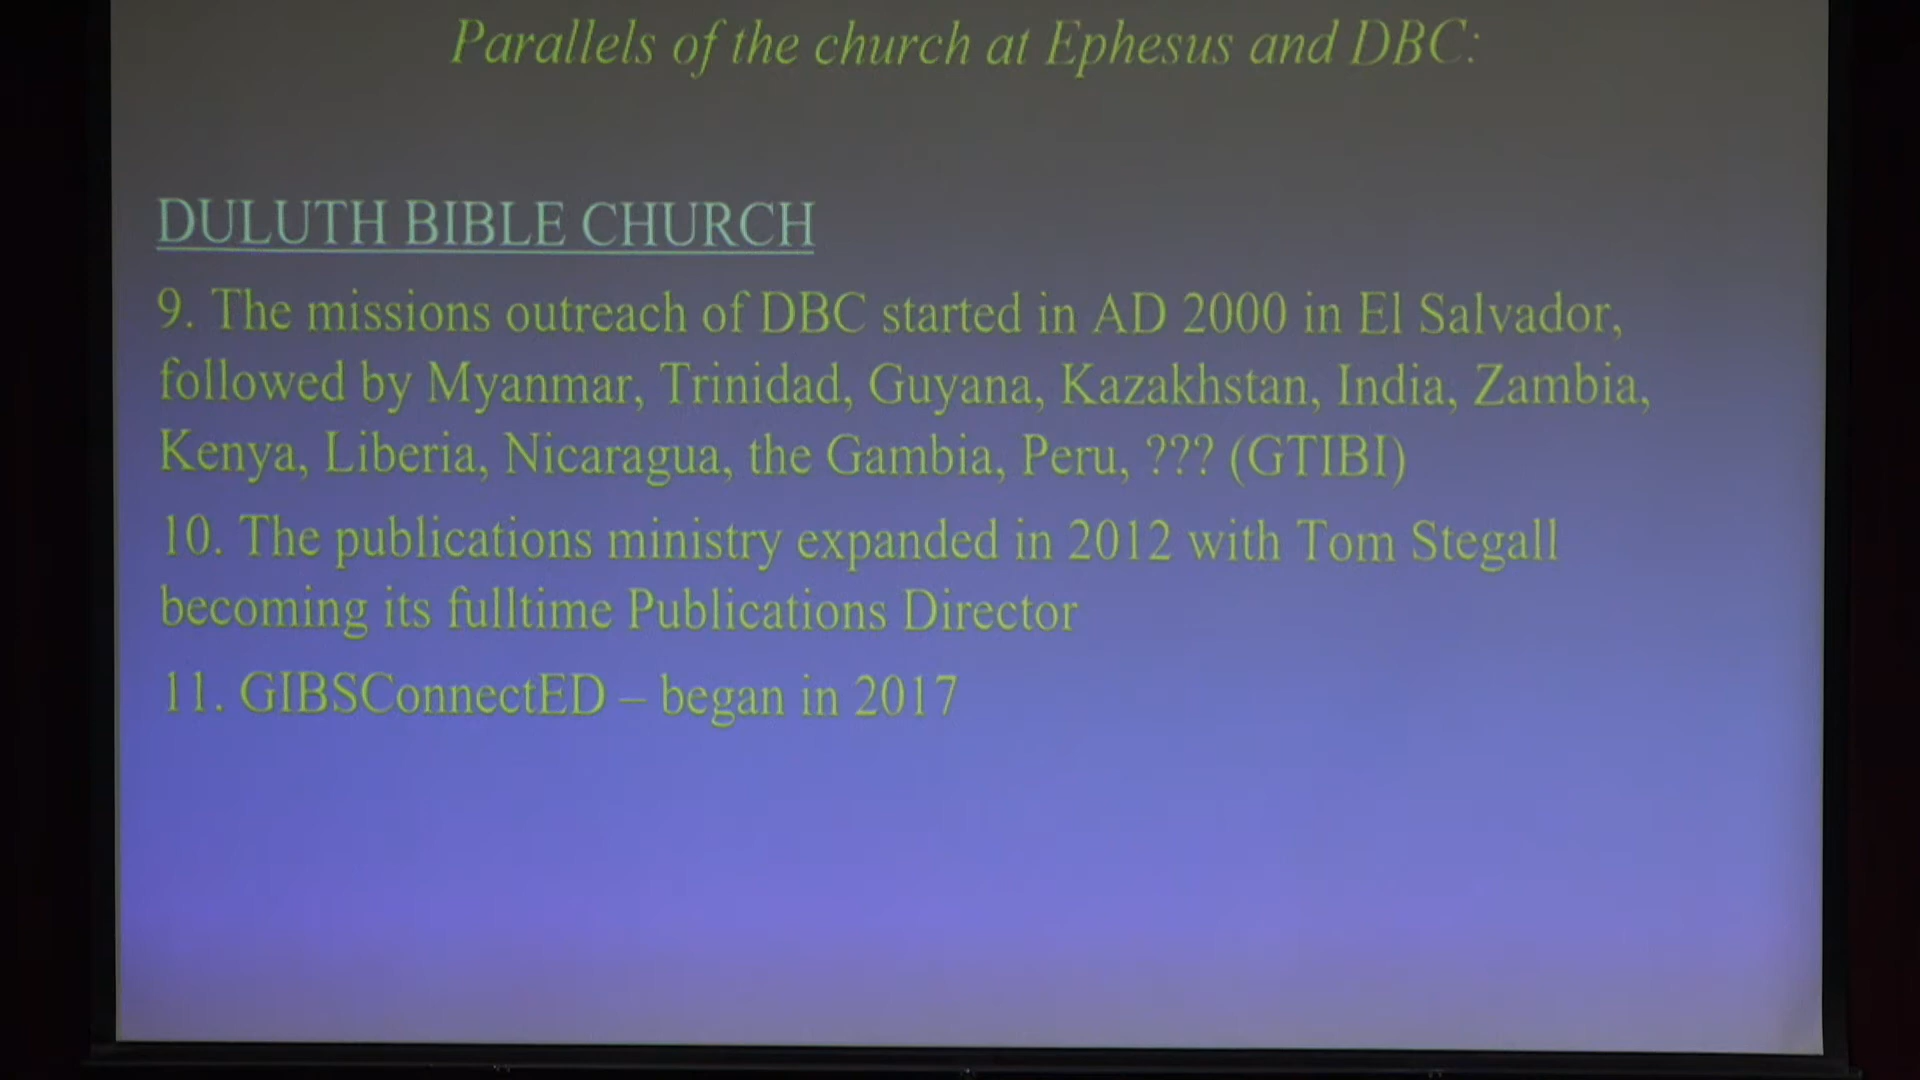 Parallels of the church at Ephesus and DBC:
DULUTH BIBLE CHURCH
9. The missions outreach of DBC started in AD 2000 in El Salvador,
followed by Myanmar, Trinidad, Guyana, Kazakhstan, India, Zambia,
Kenya, Liberia, Nicaragua, the Gambia, Peru, ??? (GTIBI)
10. The publications ministry expanded in 2012 with Tom Stegall
becoming its fulltime Publications Director
11. GIBSConnectED – began in 2017